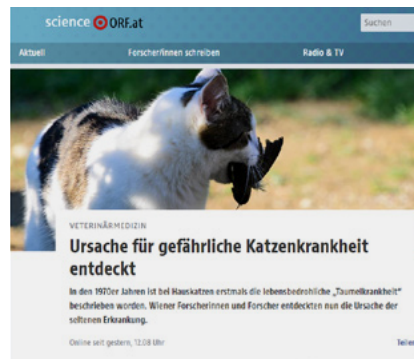 science ORF.at
Suchen
Aktuell
Forscher/innen schreiben
Radio & TV
VETERINÄRMEDIZIN
Ursache für gefährliche Katzenkrankheit
entdeckt
In den 1970er Jahren ist bei Hauskatzen erstmals die lebensbedrohliche „Taumelkrankheit“
beschrieben worden. Wiener Forscherinnen und Forscher entdeckten nun die Ursache der
seltenen Erkrankung.
Online seit gestern, 12.08 Uhr
Teilen